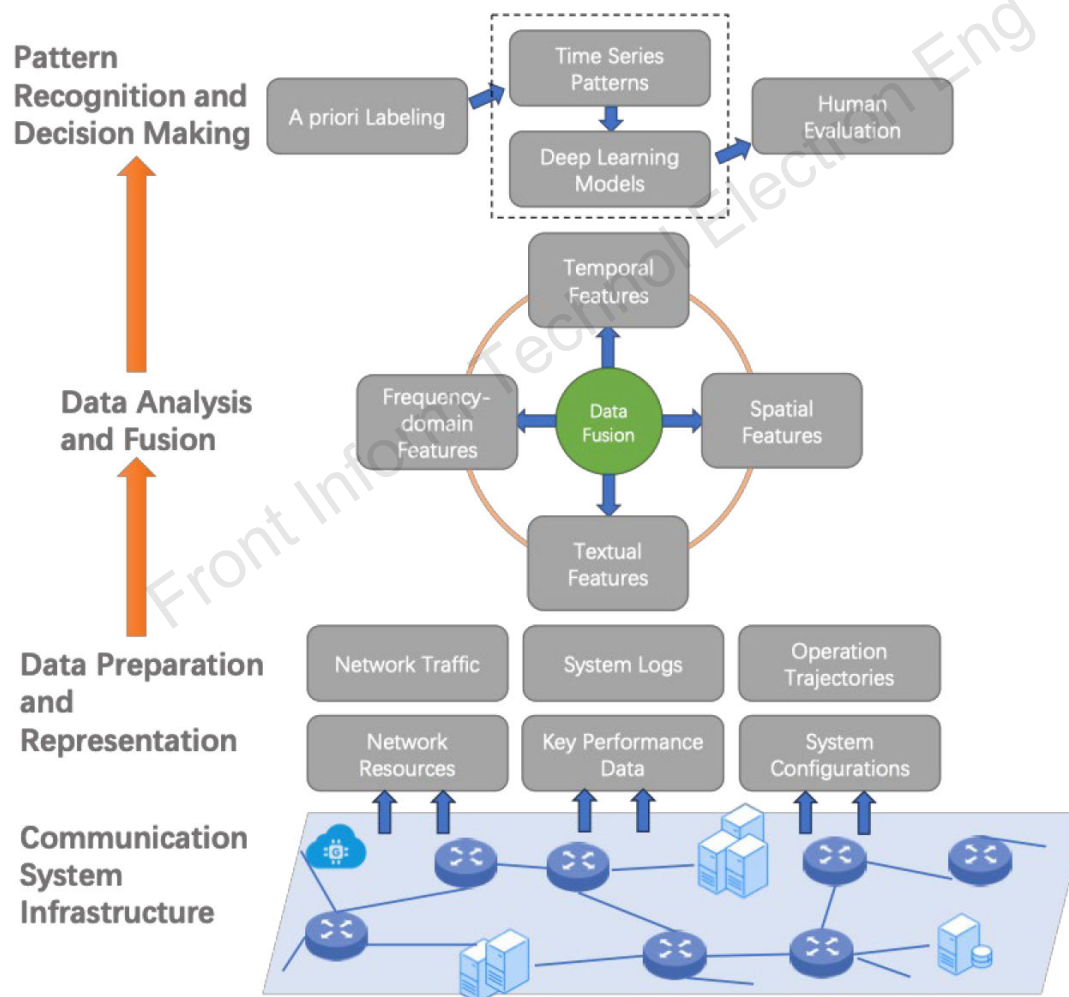 Pattern
Recognition and
Decision Making
A priori Labeling
Time Series
Patterns
Deep Learning
Models
Human
Evaluation
Data Analysis
and Fusion
Temporal
Features
Frequency-
domain
Features
Data
Fusion
Spatial
Features
Textual
Features
Data Preparation
and
Representation
Network Traffic
System Logs
Operation
Trajectories
Network
Resources
Key Performance
Data
System
Configurations
Communication
System
Infrastructure
Front Inform Technol Electron Eng